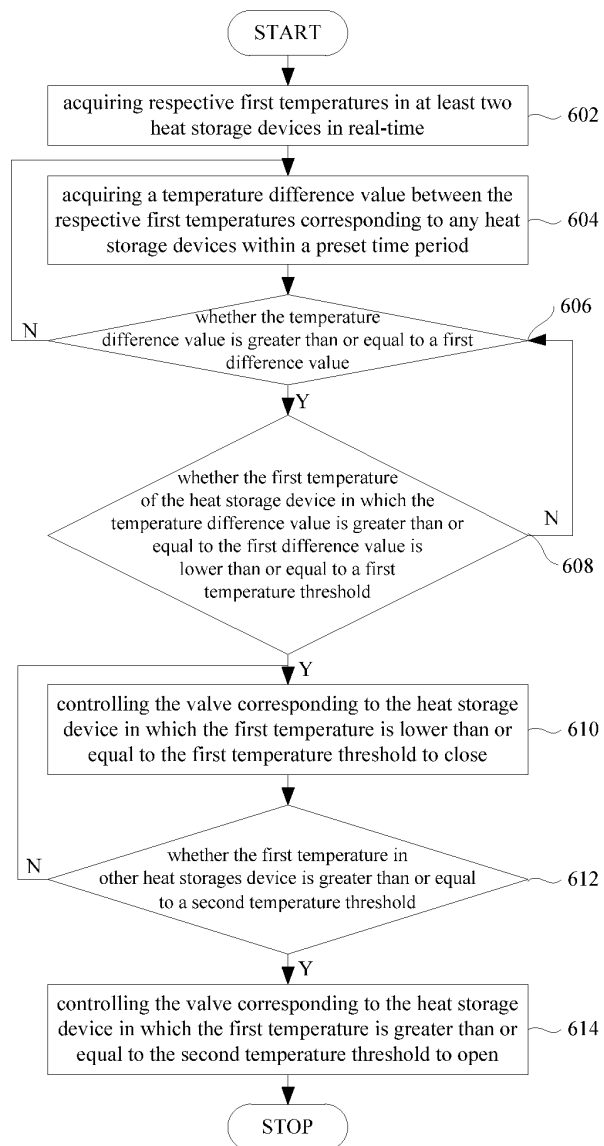 START
acquiring respective first temperatures in at least two
heat storage devices in real-time
602
acquiring a temperature difference value between the
respective first temperatures corresponding to any heat
storage devices within a preset time period
604
606
whether the temperature
difference value is greater than or equal to a first
difference value
N
Y
whether the first temperature
of the heat storage device in which the
temperature difference value is greater than or
equal to the first difference value is
lower than or equal to a first
temperature threshold
N
608
Y
controlling the valve corresponding to the heat storage
device in which the first temperature is lower than or
equal to the first temperature threshold to close
610
whether the first temperature in
other heat storages device is greater than or equal
to a second temperature threshold
N
612
Y
controlling the valve corresponding to the heat storage
device in which the first temperature is greater than or
equal to the second temperature threshold to open
614
STOP